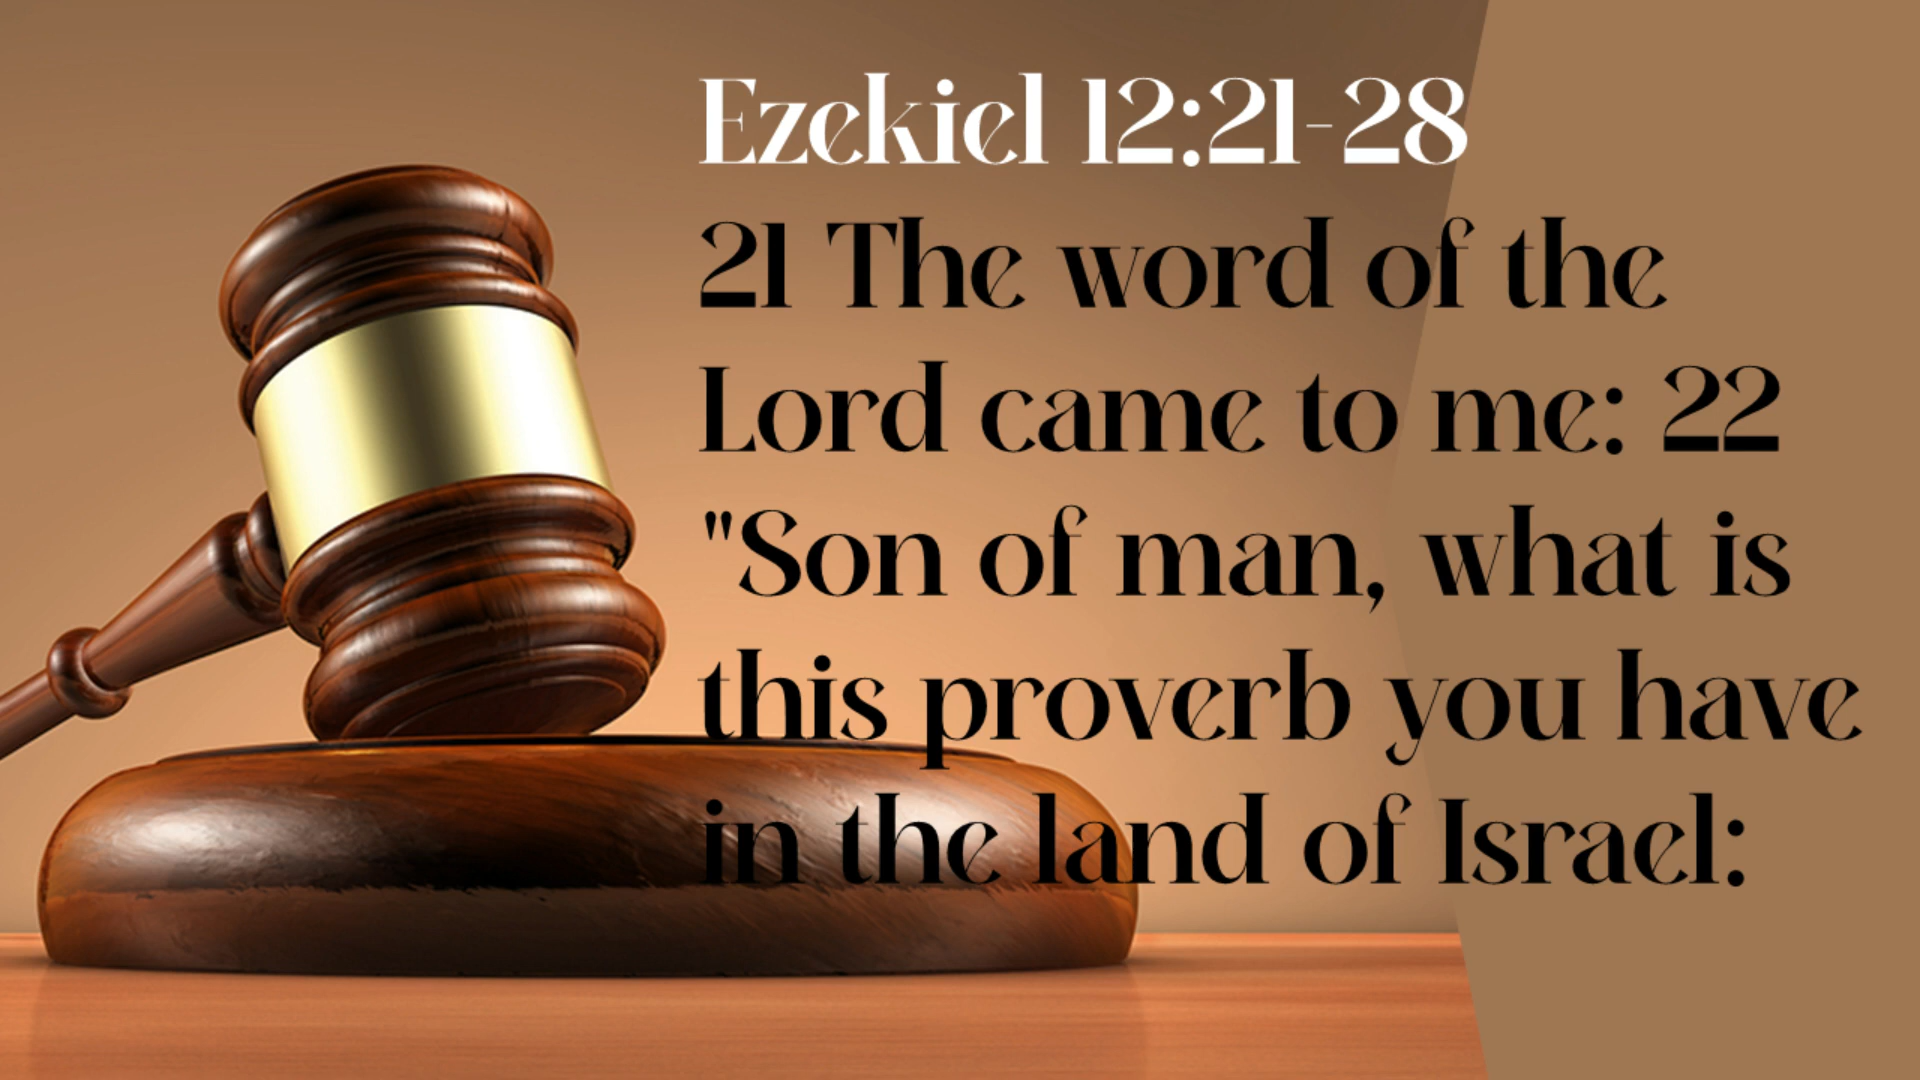 Ezekiel 12:21-28
21 The word of the
Lord came to me: 22
"Son of man, what is
this proverb you have
in the land of Israel: